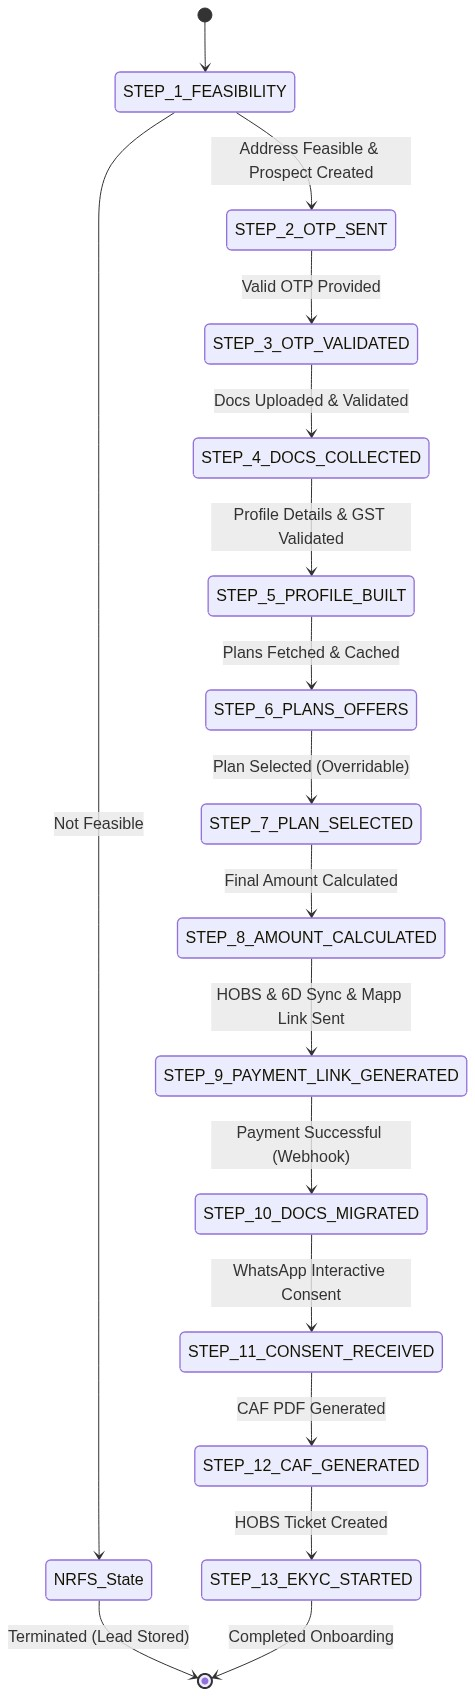 STEP_1_FEASIBILITY
Address Feasible &
Prospect Created
STEP_2_OTP_SENT
Valid OTP Provided
STEP_3_OTP_VALIDATED
Docs Uploaded & Validated
STEP_4_DOCS_COLLECTED
Profile Details & GST
Validated
STEP_5_PROFILE_BUILT
Plans Fetched & Cached
STEP_6_PLANS_OFFERS
Plan Selected (Overridable)
STEP_7_PLAN_SELECTED
Not Feasible
Final Amount Calculated
STEP_8_AMOUNT_CALCULATED
HOBS & 6D Sync & Mapp
Link Sent
STEP_9_PAYMENT_LINK_GENERATED
Payment Successful
(Webhook)
STEP_10_DOCS_MIGRATED
WhatsApp Interactive
Consent
STEP_11_CONSENT_RECEIVED
CAF PDF Generated
STEP_12_CAF_GENERATED
HOBS Ticket Created
NRFS_State
STEP_13_EKYC_STARTED
Terminated (Lead Stored)
Completed Onboarding